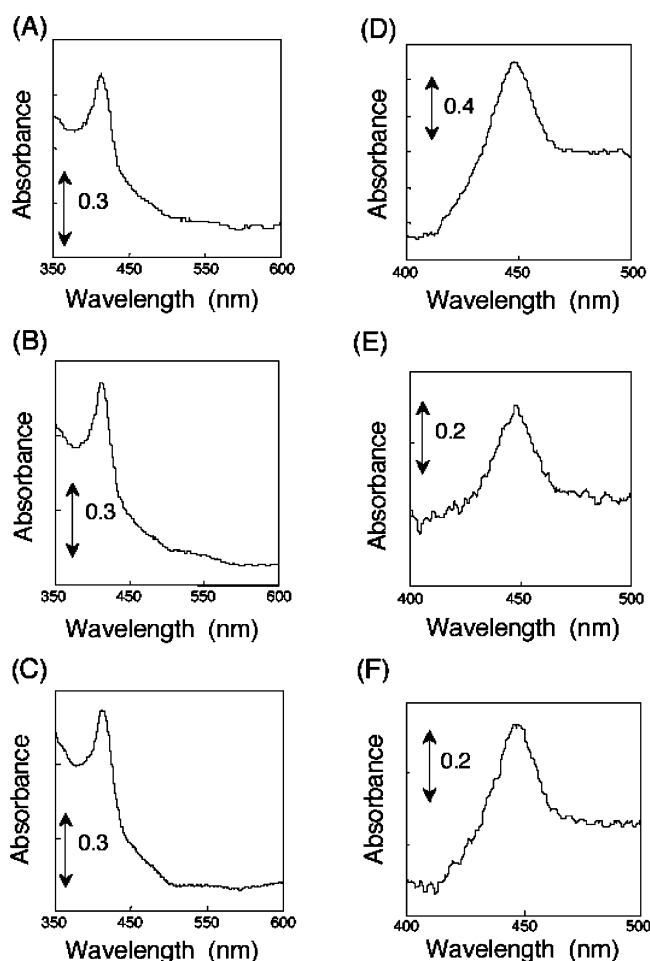 (A)
Absorbance
0.3
350 450 550 600
Wavelength (nm)
(D)
Absorbance
0.4
400 450 500
Wavelength (nm)
(B)
Absorbance
0.3
350 450 550 600
Wavelength (nm)
(E)
Absorbance
0.2
400 450 500
Wavelength (nm)
(C)
Absorbance
0.3
350 450 550 600
Wavelength (nm)
(F)
Absorbance
0.2
400 450 500
Wavelength (nm)